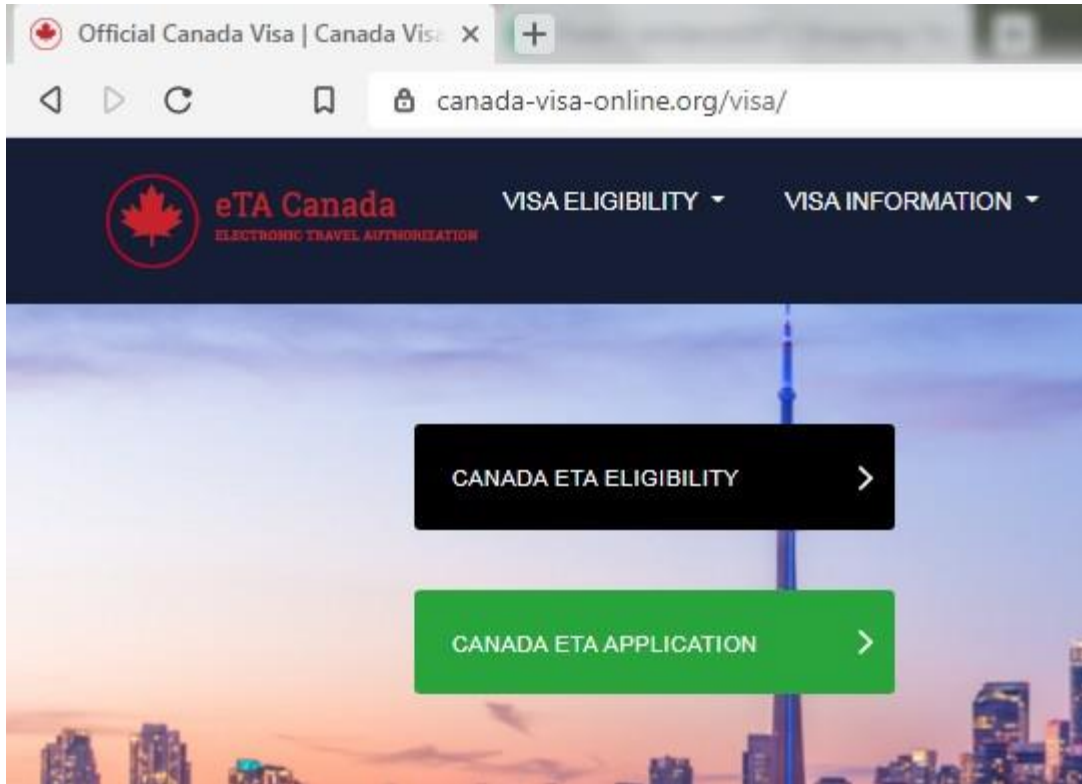 Official Canada Visa | Canada Vis
canada-visa-online.org/visa/
eTA Canada
ELECTRONIC TRAVEL AUTHORIZATION
VISA ELIGIBILITY
VISA INFORMATION
CANADA ETA ELIGIBILITY
CANADA ETA APPLICATION